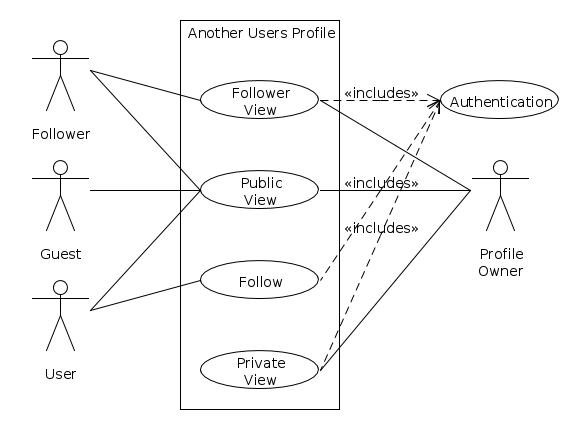 Another Users Profile
Follower
View
«includes»
Authentication
Follower
Public
View
«includes»
Guest
«includes»
Profile
Owner
Follow
Private
View
User